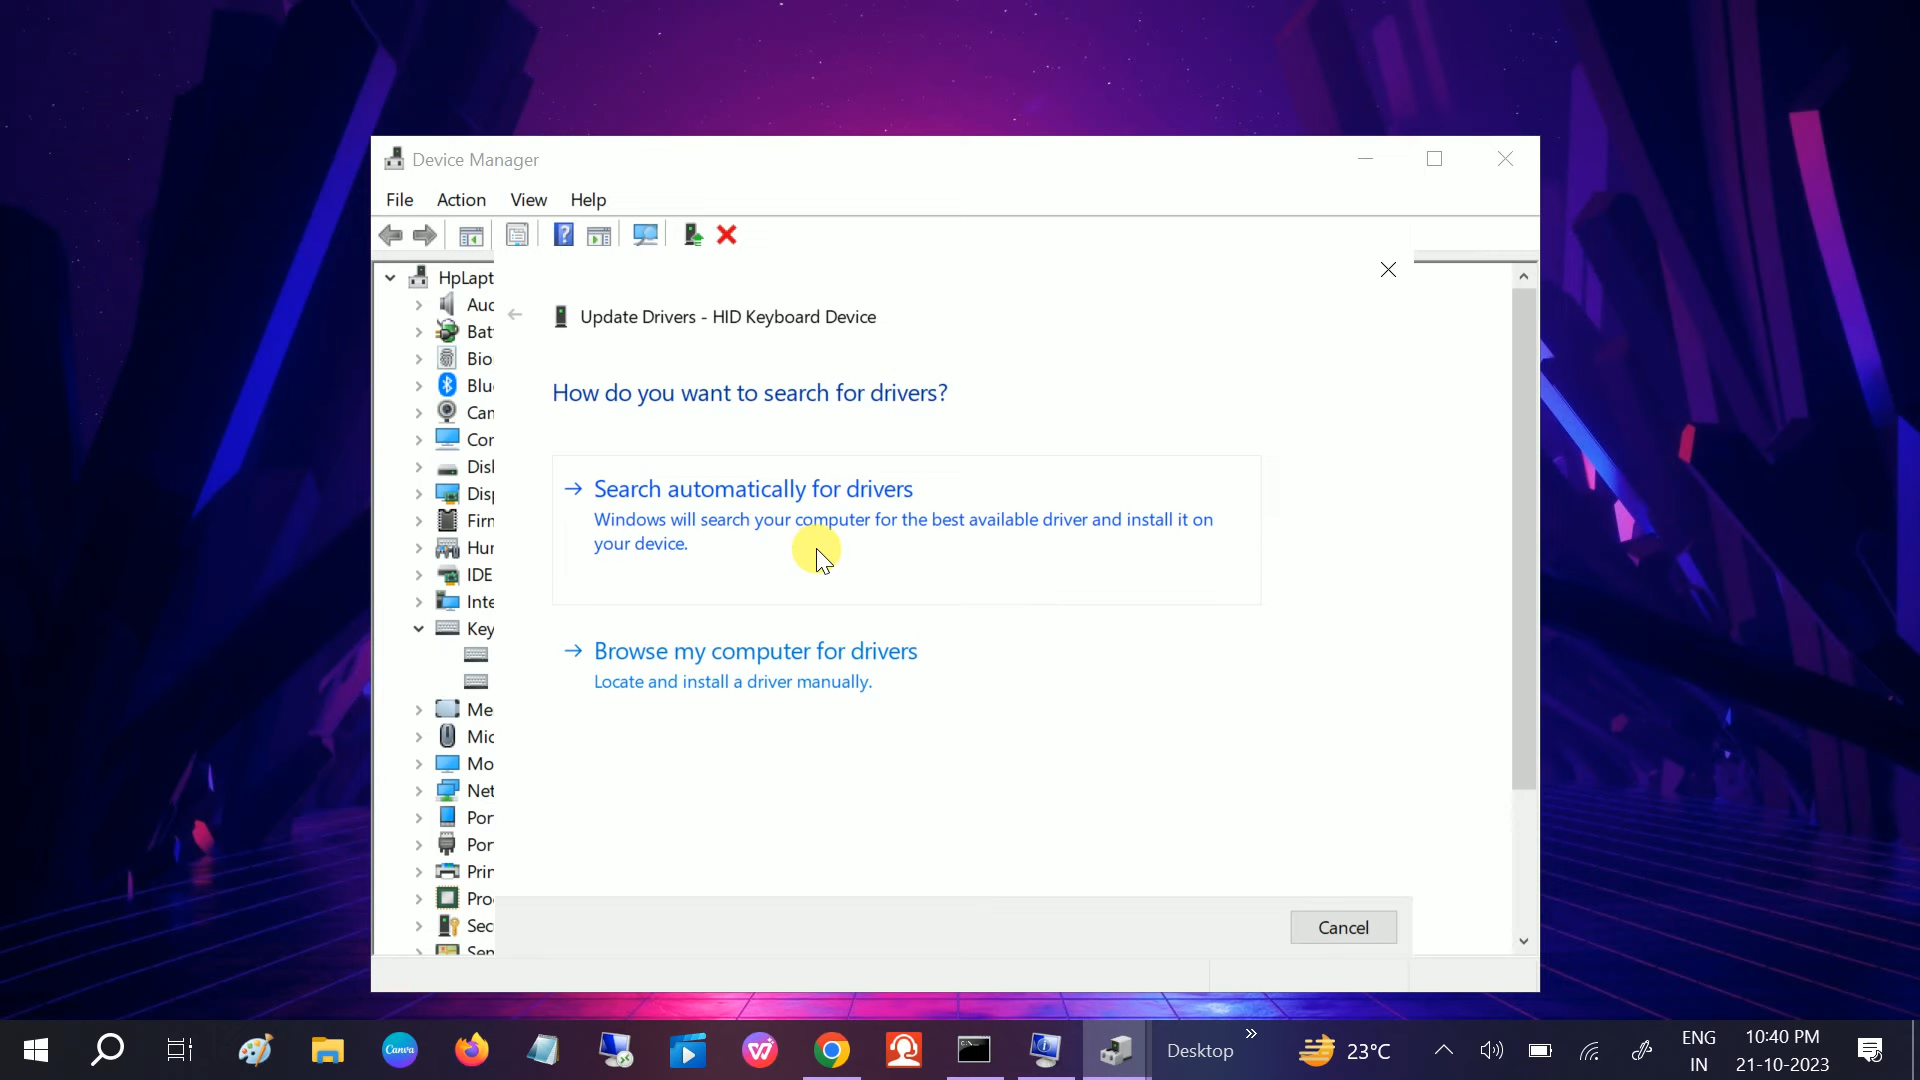 Device Manager
File Action View Help
HpLapt
Update Drivers - HID Keyboard Device
How do you want to search for drivers?
Search automatically for drivers
Windows will search your computer for the best available driver and install it on
your device.
Browse my computer for drivers
Locate and install a driver manually.
Cancel
Auc
Bat
Bio
Blu
Can
Cor
Disl
Disp
Firn
Hur
IDE
Inte
Key
Me
Mic
Mo
Net
Por
Por
Prin
Pro
Sec
Sen
Canva
Desktop
23°C
ENG
IN
10:40 PM
21-10-2023